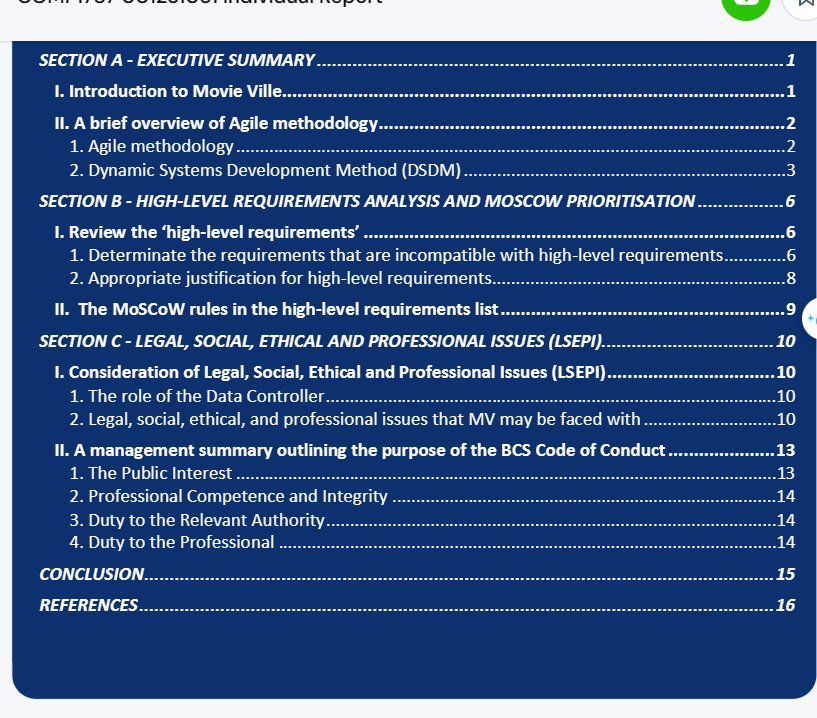 SECTION A - EXECUTIVE SUMMARY 1
I. Introduction to Movie Ville 1
II. A brief overview of Agile methodology 2
1. Agile methodology 2
2. Dynamic Systems Development Method (DSDM) 3
SECTION B - HIGH-LEVEL REQUIREMENTS ANALYSIS AND MOSCOW PRIORITISATION 6
I. Review the ‘high-level requirements’ 6
1. Determinate the requirements that are incompatible with high-level requirements 6
2. Appropriate justification for high-level requirements 8
II. The MoSCoW rules in the high-level requirements list 9
SECTION C - LEGAL, SOCIAL, ETHICAL AND PROFESSIONAL ISSUES (LSEPI) 10
I. Consideration of Legal, Social, Ethical and Professional Issues (LSEPI) 10
1. The role of the Data Controller 10
2. Legal, social, ethical, and professional issues that MV may be faced with 10
II. A management summary outlining the purpose of the BCS Code of Conduct 13
1. The Public Interest 13
2. Professional Competence and Integrity 14
3. Duty to the Relevant Authority 14
4. Duty to the Professional 14
CONCLUSION 15
REFERENCES 16